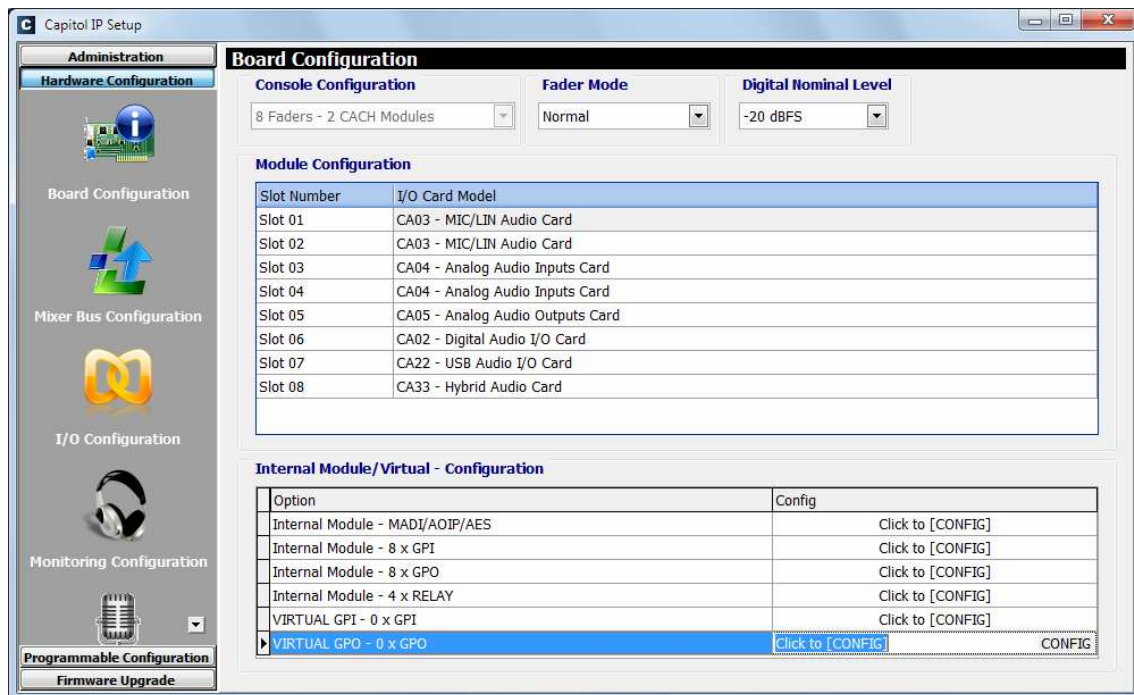 Capitol IP Setup
Administration
Hardware Configuration
Board Configuration
Mixer Bus Configuration
I/O Configuration
Monitoring Configuration
Programmable Configuration
Firmware Upgrade
Board Configuration
Console Configuration
8 Faders - 2 CACH Modules
Fader Mode
Normal
Digital Nominal Level
-20 dBFS
Module Configuration
Slot Number I/O Card Model
Slot 01 CA03 - MIC/LIN Audio Card
Slot 02 CA03 - MIC/LIN Audio Card
Slot 03 CA04 - Analog Audio Inputs Card
Slot 04 CA04 - Analog Audio Inputs Card
Slot 05 CA05 - Analog Audio Outputs Card
Slot 06 CA02 - Digital Audio I/O Card
Slot 07 CA22 - USB Audio I/O Card
Slot 08 CA33 - Hybrid Audio Card
Internal Module/Virtual - Configuration
Option Config
Internal Module - MADI/AOIP/AES Click to [CONFIG]
Internal Module - 8 x GPI Click to [CONFIG]
Internal Module - 8 x GPO Click to [CONFIG]
Internal Module - 4 x RELAY Click to [CONFIG]
VIRTUAL GPI - 0 x GPI Click to [CONFIG]
VIRTUAL GPO - 0 x GPO Click to [CONFIG] CONFIG